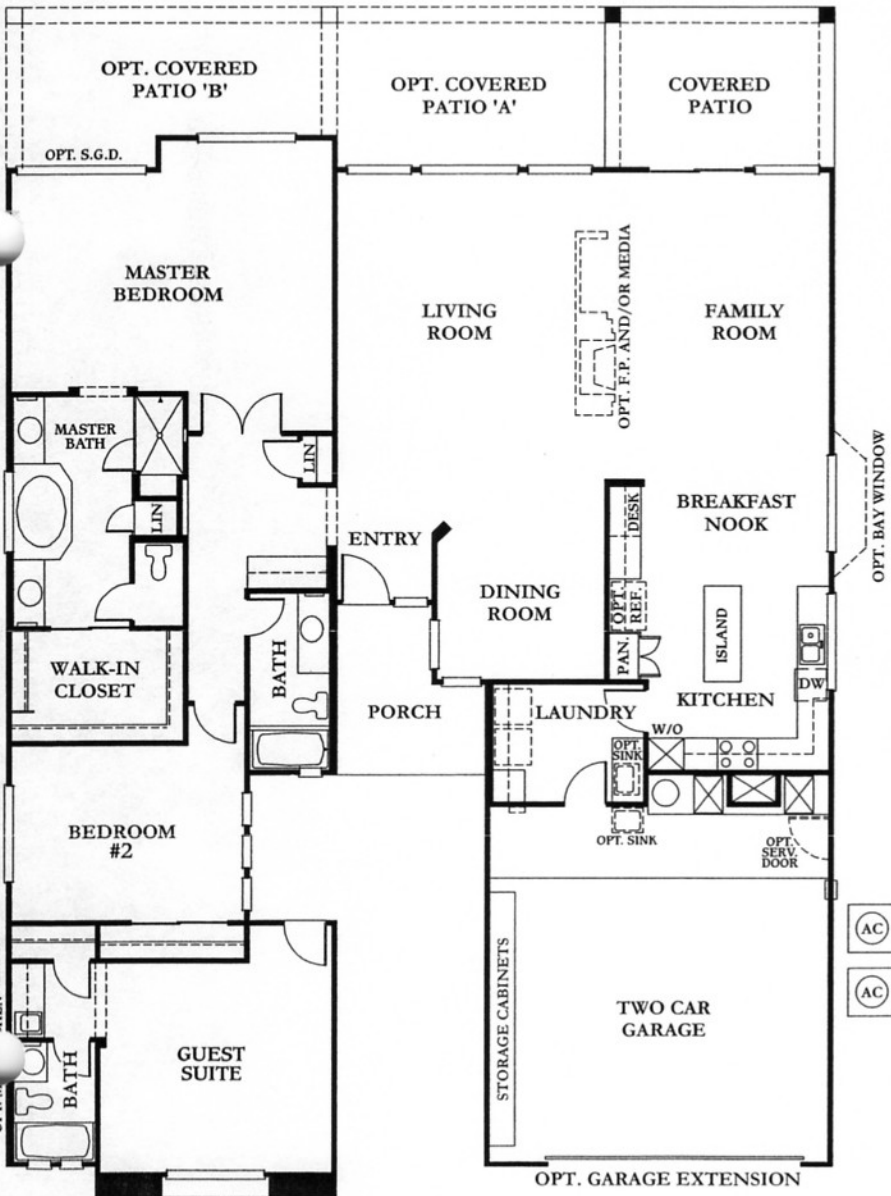 OPT. COVERED
PATIO 'B'
OPT. COVERED
PATIO 'A'
COVERED
PATIO
OPT. S.G.D.
MASTER
BEDROOM
LIVING
ROOM
OPT. F.P. AND/OR MEDIA
FAMILY
ROOM
MASTER
BATH
LIN
LIN
ENTRY
DESK
BREAKFAST
NOOK
OPT. BAY WINDOW
DINING
ROOM
OPT.
REF.
ISLAND
PAN.
WALK-IN
CLOSET
BATH
PORCH
LAUNDRY
KITCHEN
DW
W/O
OPT.
SINK
BEDROOM
#2
OPT. SINK
OPT.
SERV.
DOOR
STORAGE CABINETS
TWO CAR
GARAGE
AC
AC
GUEST
SUITE
BATH
OPT. GARAGE EXTENSION